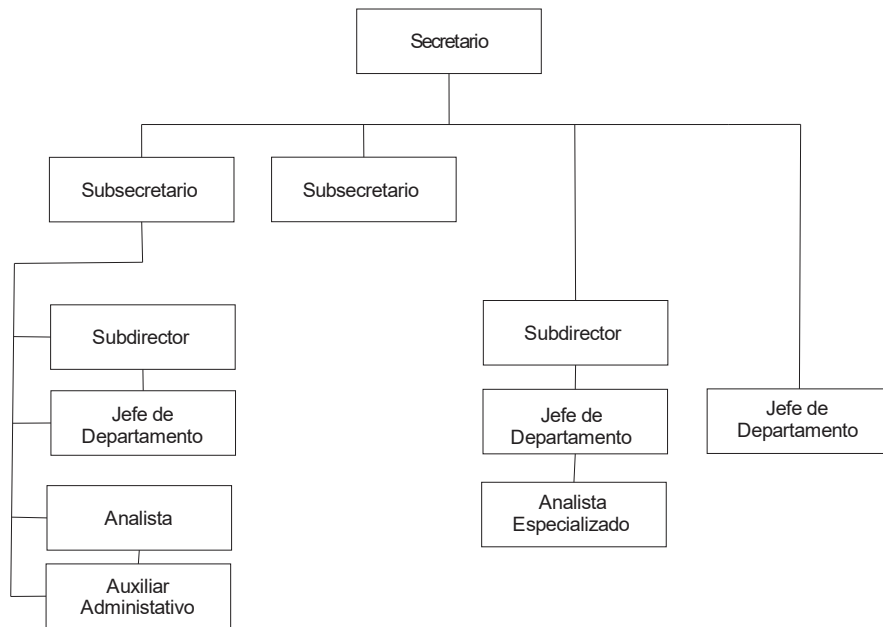 Secretario
Subsecretario
Subsecretario
Subdirector
Subdirector
Jefe de
Departamento
Jefe de
Departamento
Jefe de
Departamento
Analista
Analista
Especializado
Auxiliar
Administativo